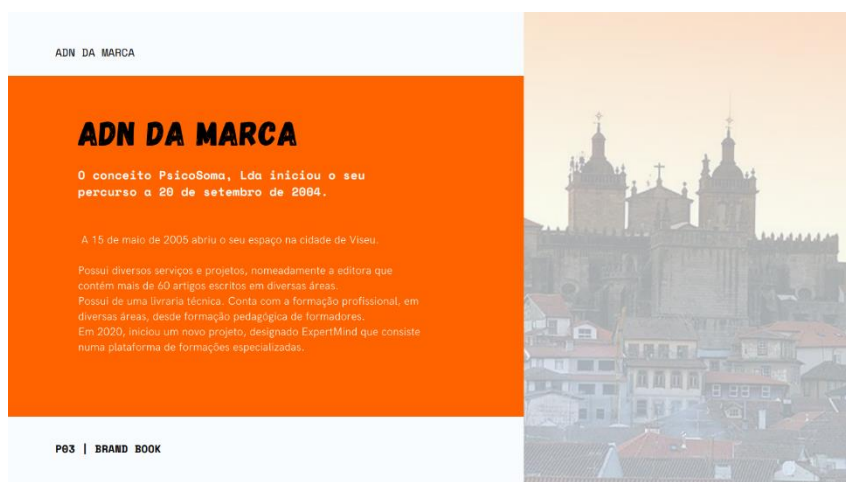 ADN DA MARCA
ADN DA MARCA
O conceito PsicoSoma, Lda iniciou o seu
percurso a 20 de setembro de 2004.
A 15 de maio de 2005 abriu o seu espaço na cidade de Viseu.
Possui diversos serviços e projetos, nomeadamente a editora que
contém mais de 60 artigos escritos em diversas áreas.
Possui de uma livraria técnica. Conta com a formação profissional, em
diversas áreas, desde formação pedagógica de formadores.
Em 2020, iniciou um novo projeto, designado ExpertMind que consiste
numa plataforma de formações especializadas.
P03 | BRAND BOOK